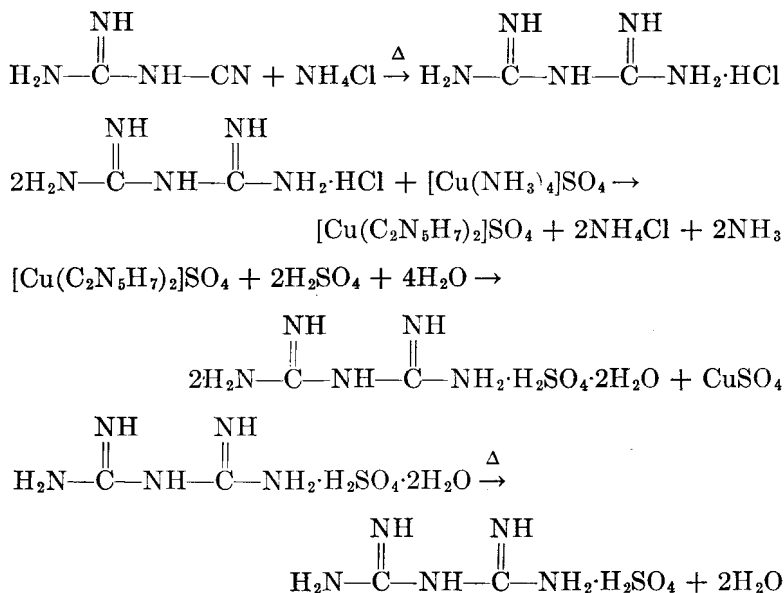 NH NH NH
|| || ||
H₂N—C—NH—CN + NH₄Cl →Δ H₂N—C—NH—C—NH₂·HCl
NH NH
|| ||
2H₂N—C—NH—C—NH₂·HCl + [Cu(NH₃)₄]SO₄ →
[Cu(C₂N₅H₇)₂]SO₄ + 2NH₄Cl + 2NH₃
[Cu(C₂N₅H₇)₂]SO₄ + 2H₂SO₄ + 4H₂O →
NH NH
|| ||
2H₂N—C—NH—C—NH₂·H₂SO₄·2H₂O + CuSO₄
NH NH
|| ||
H₂N—C—NH—C—NH₂·H₂SO₄·2H₂O →Δ
NH NH
|| ||
H₂N—C—NH—C—NH₂·H₂SO₄ + 2H₂O